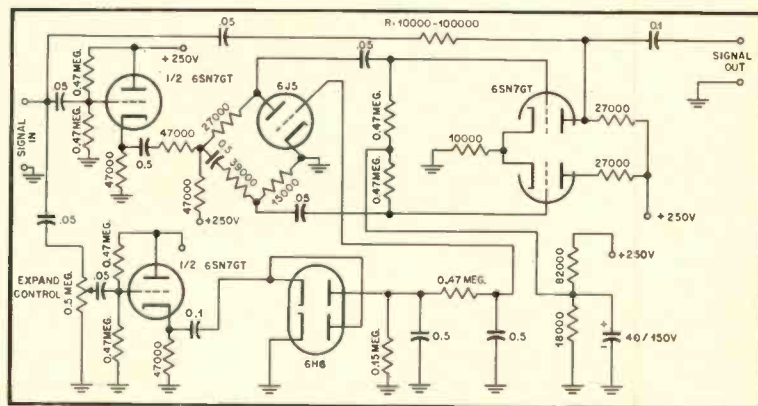 .05
R1 10000-100000
0.1
SIGNAL OUT
+250V
1/2 6SN7GT
0.47 MEG.
.05
0.47 MEG.
SIGNAL IN
47000
0.5
47000
27000
6J5
.05
0.5
39000
15000
47000
+250V
.05
0.47 MEG.
0.47 MEG.
6SN7GT
10000
27000
27000
+250V
.05
0.47 MEG.
1/2 6SN7GT
EXPAND CONTROL
0.5 MEG.
.05
0.47 MEG.
47000
0.1
6H6
0.15 MEG.
0.5
0.47 MEG.
0.5
+250V
82000
18000
40/150V